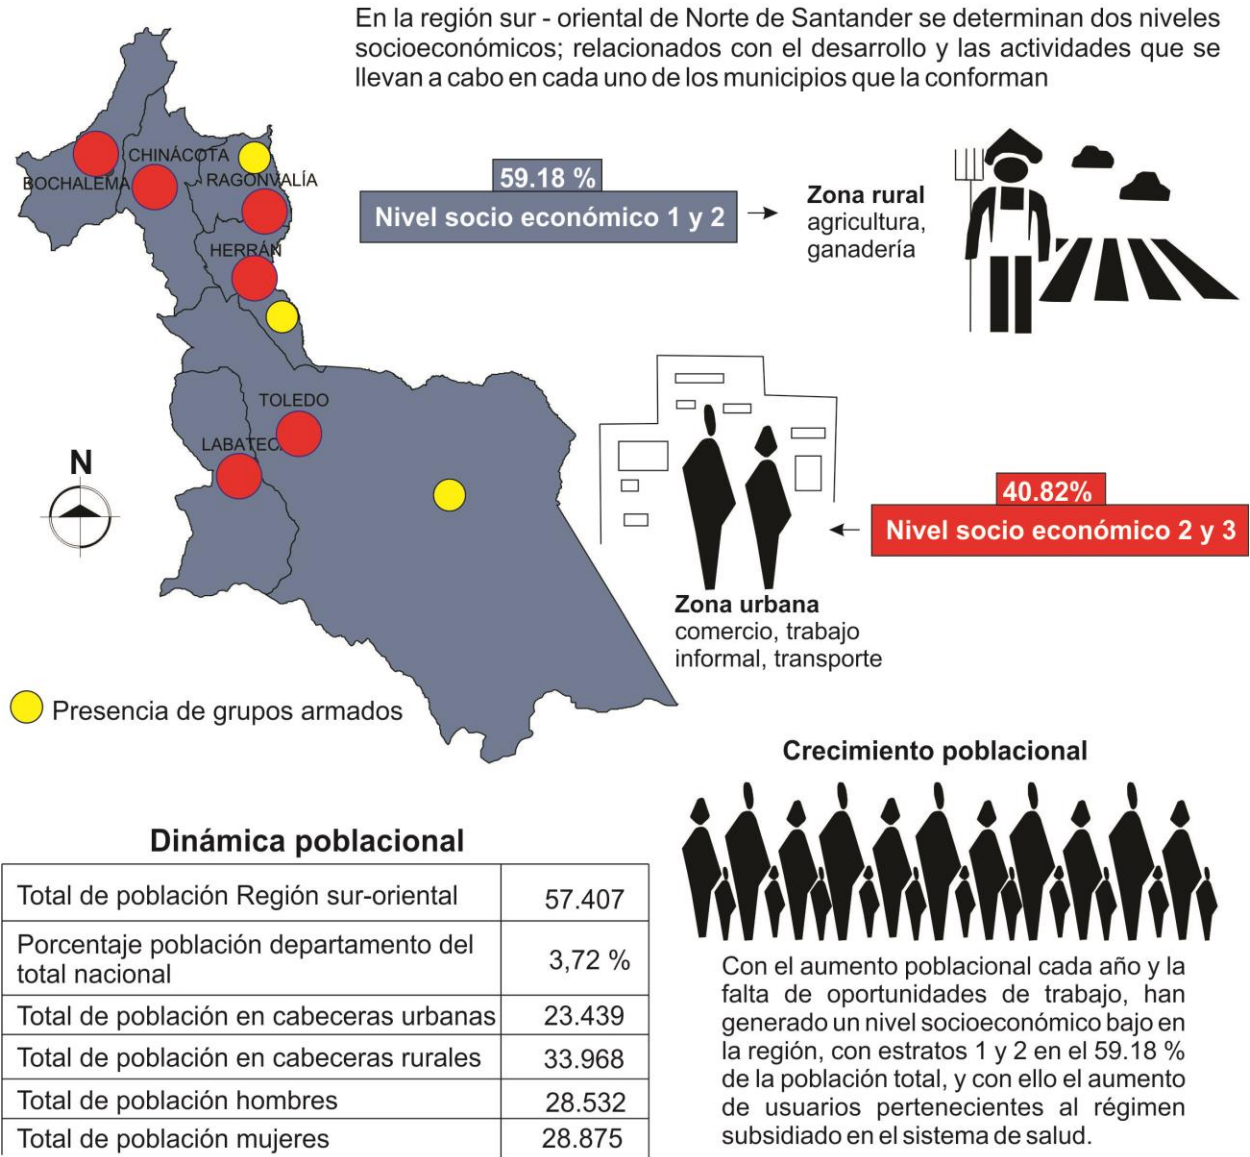 En la región sur - oriental de Norte de Santander se determinan dos niveles
socioeconómicos; relacionados con el desarrollo y las actividades que se
llevan a cabo en cada uno de los municipios que la conforman
CHINÁCOTA
BOCHALEMA
RAGONVALÍA
HERRÁN
TOLEDO
LABATEC
N
59.18 %
Nivel socio económico 1 y 2
Zona rural
agricultura,
ganadería
40.82%
Nivel socio económico 2 y 3
Zona urbana
comercio, trabajo
informal, transporte
Presencia de grupos armados
Crecimiento poblacional
Con el aumento poblacional cada año y la
falta de oportunidades de trabajo, han
generado un nivel socioeconómico bajo en
la región, con estratos 1 y 2 en el 59.18 %
de la población total, y con ello el aumento
de usuarios pertenecientes al régimen
subsidiado en el sistema de salud.
Dinámica poblacional
Total de población Región sur-oriental 57.407
Porcentaje población departamento del
total nacional 3,72 %
Total de población en cabeceras urbanas 23.439
Total de población en cabeceras rurales 33.968
Total de población hombres 28.532
Total de población mujeres 28.875